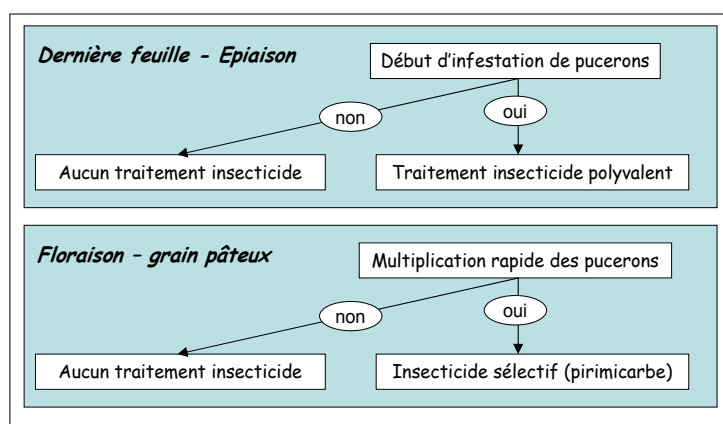 Dernière feuille - Epiaison
Début d'infestation de pucerons
non
oui
Aucun traitement insecticide
Traitement insecticide polyvalent
Floraison – grain pâteux
Multiplication rapide des pucerons
non
oui
Aucun traitement insecticide
Insecticide sélectif (pirimicarbe)